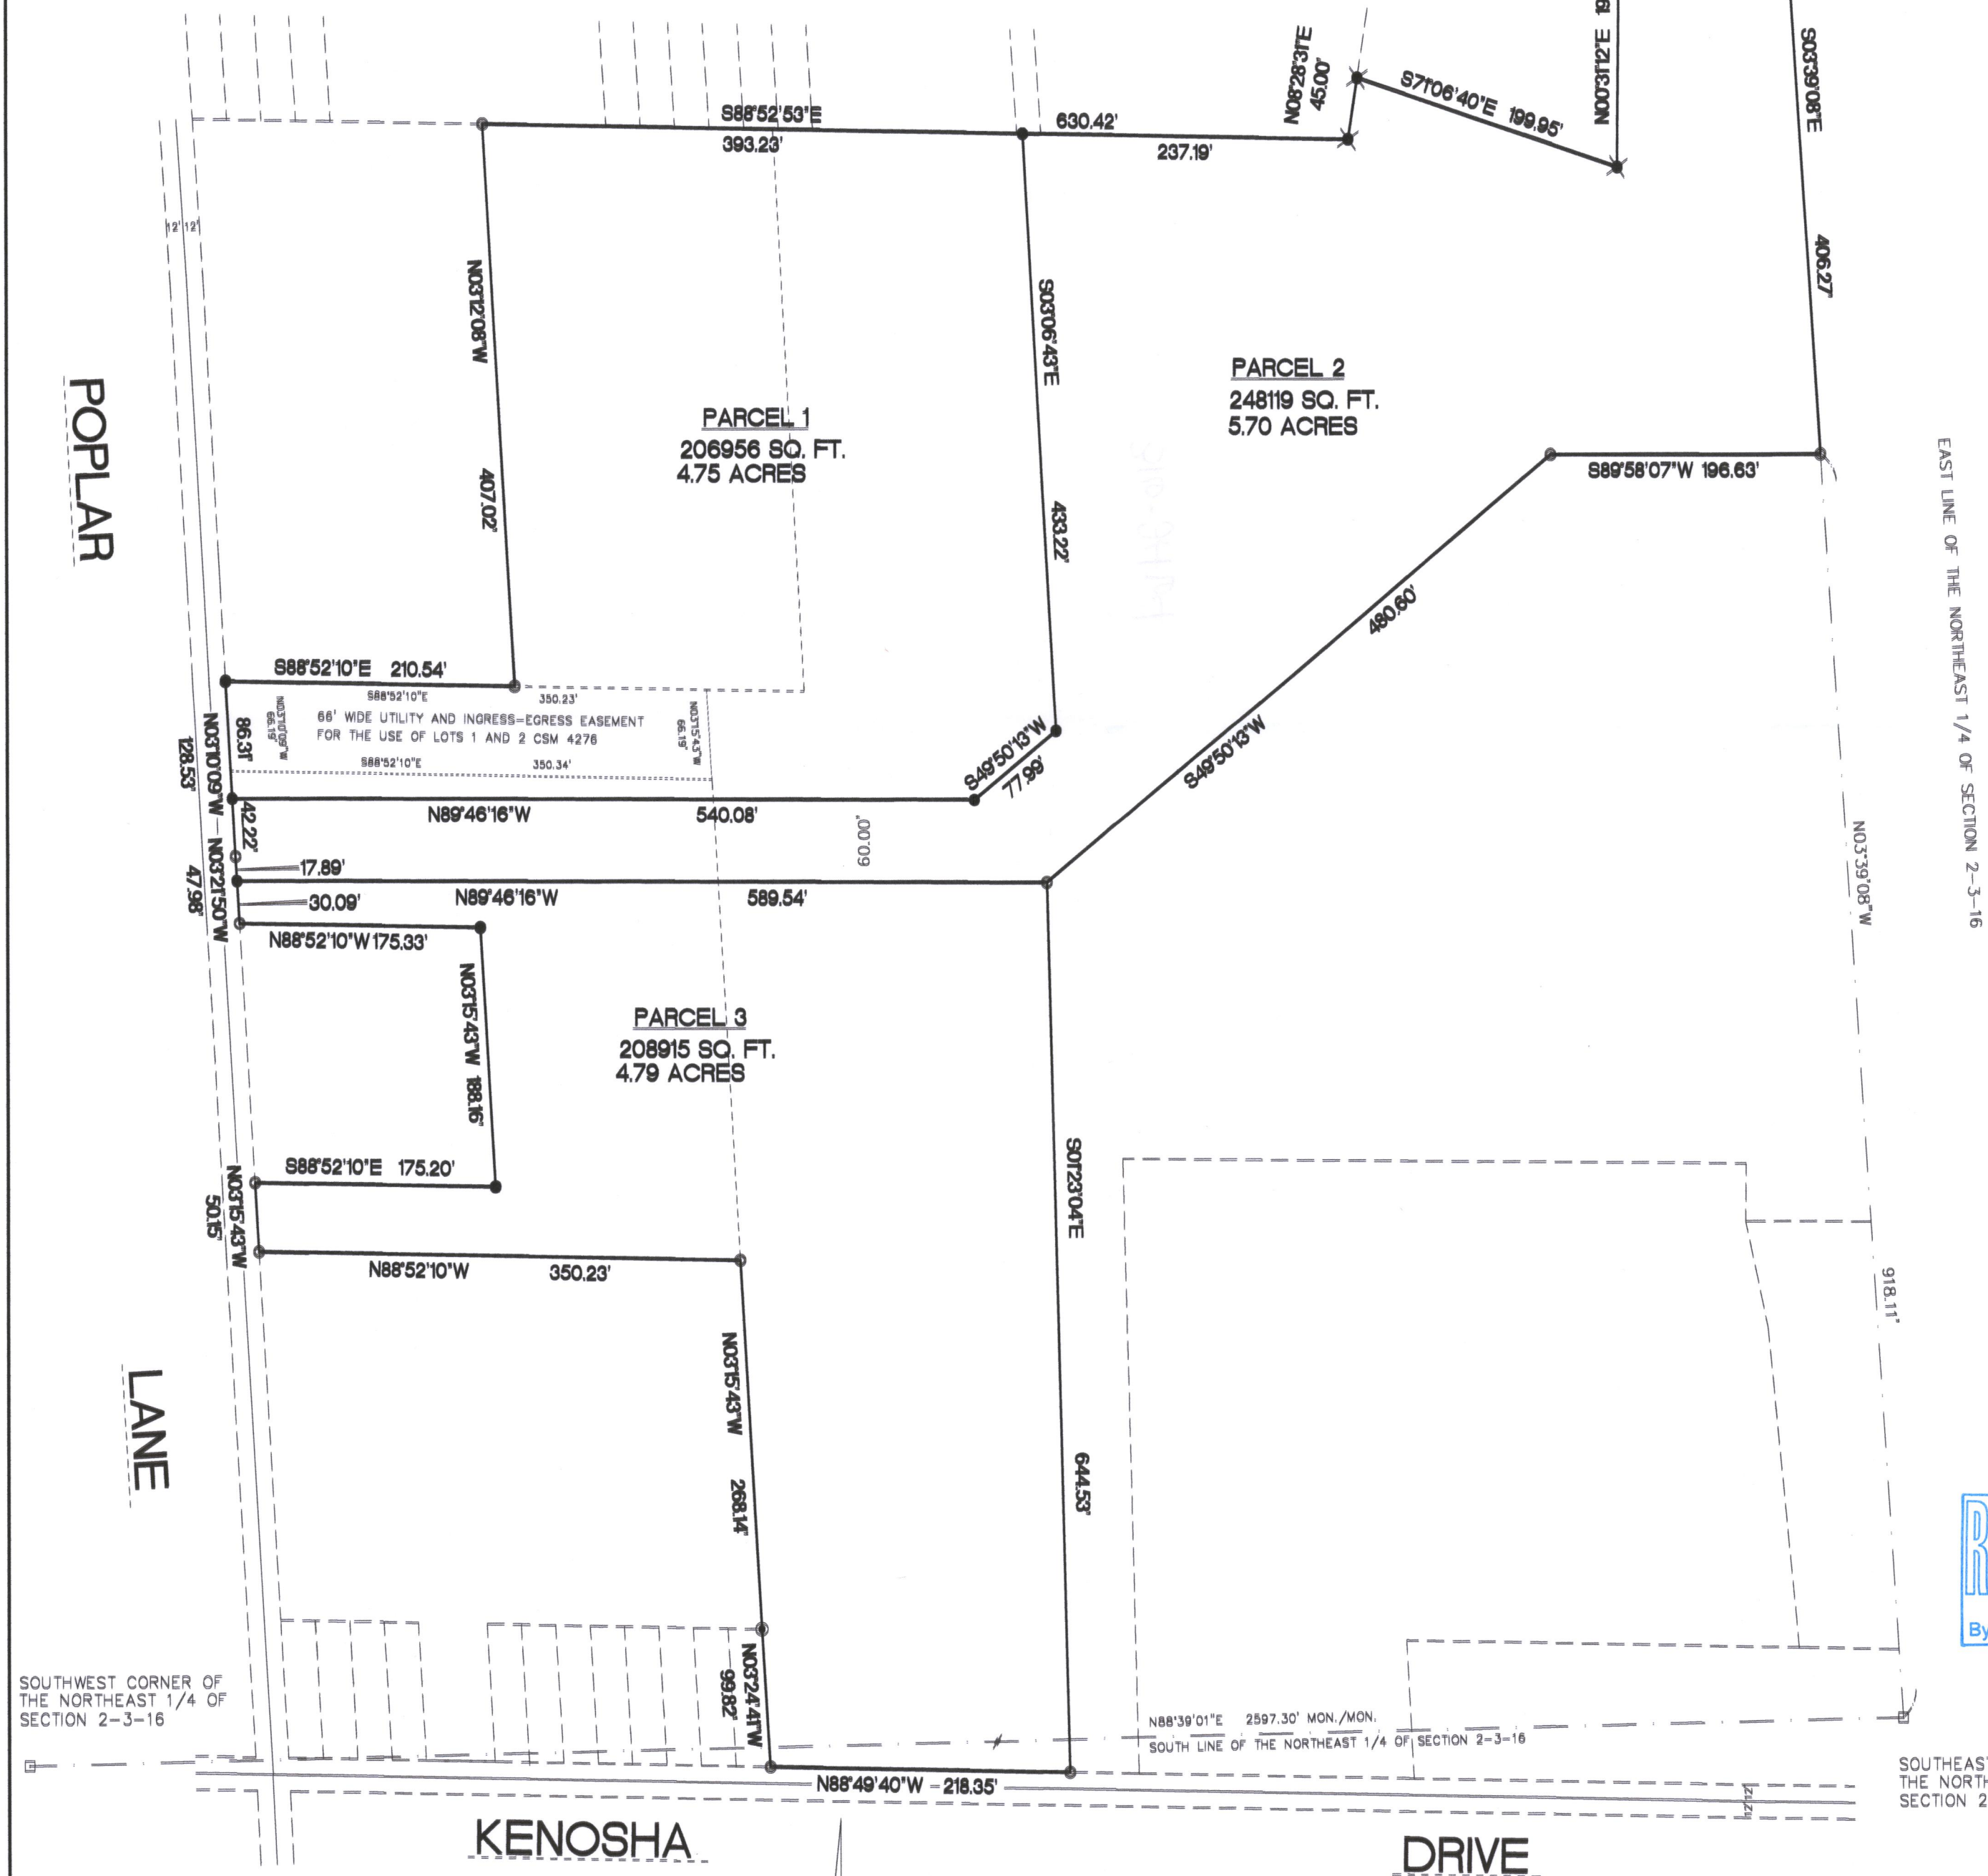 N08°28'31"E
45.00'
S71°06'40"E 199.95'
N00°31'12"E 19
S03°39'08"E
406.27'
S88°52'53"E
393.23'
630.42'
237.19'
12' 12'
N03°12'08"W
407.02'
S03°06'43"E
433.22'
PARCEL 1
206956 SQ. FT.
4.75 ACRES
PARCEL 2
248119 SQ. FT.
5.70 ACRES
S89°58'07"W 196.63'
480.60'
S49°50'13"W
EAST LINE OF THE NORTHEAST 1/4 OF SECTION 2-3-16
N03°39'08"W
918.11'
POPLAR
S88°52'10"E 210.54'
S88°52'10"E 350.23'
66' WIDE UTILITY AND INGRESS=EGRESS EASEMENT
FOR THE USE OF LOTS 1 AND 2 CSM 4276
S88°52'10"E 350.34'
N03°10'09"W
66.19'
N03°15'43"W
66.19'
86.31'
N03°10'09"W
128.53'
42.22'
S49°50'13"W
77.99'
N89°46'16"W 540.08'
60.00'
17.89'
N89°46'16"W 589.54'
30.09'
N03°21'50"W
47.98'
N88°52'10"W 175.33'
N03°15'43"W 188.16'
PARCEL 3
208915 SQ. FT.
4.79 ACRES
S88°52'10"E 175.20'
N03°15'43"W
50.15'
N88°52'10"W 350.23'
S01°23'04"E
644.53'
N03°15'43"W
268.14'
N03°24'41"W
99.82'
LANE
SOUTHWEST CORNER OF
THE NORTHEAST 1/4 OF
SECTION 2-3-16
N88°39'01"E 2597.30' MON./MON.
SOUTH LINE OF THE NORTHEAST 1/4 OF SECTION 2-3-16
N88°49'40"W 218.35'
12' 12'
R
By
SOUTHEAS
THE NORTH
SECTION 2
KENOSHA
DRIVE